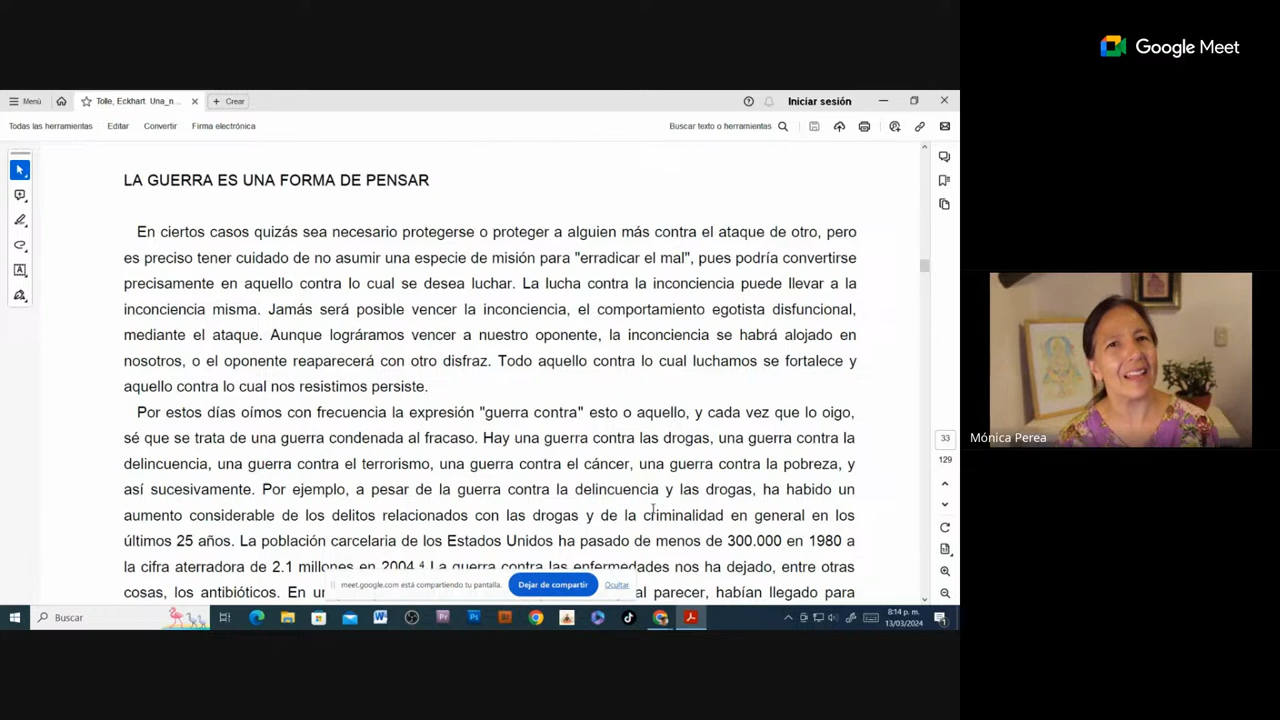 Google Meet
Menú
Tolle, Eckhart Una_n...
Crear
Iniciar sesión
Todas las herramientas
Editar
Convertir
Firma electrónica
Buscar texto o herramientas
LA GUERRA ES UNA FORMA DE PENSAR
En ciertos casos quizás sea necesario protegerse o proteger a alguien más contra el ataque de otro, pero
es preciso tener cuidado de no asumir una especie de misión para "erradicar el mal", pues podría convertirse
precisamente en aquello contra lo cual se desea luchar. La lucha contra la inconciencia puede llevar a la
inconciencia misma. Jamás será posible vencer la inconciencia, el comportamiento egotista disfuncional,
mediante el ataque. Aunque lográramos vencer a nuestro oponente, la inconciencia se habrá alojado en
nosotros, o el oponente reaparecerá con otro disfraz. Todo aquello contra lo cual luchamos se fortalece y
aquello contra lo cual nos resistimos persiste.
Por estos días oímos con frecuencia la expresión "guerra contra" esto o aquello, y cada vez que lo oigo,
sé que se trata de una guerra condenada al fracaso. Hay una guerra contra las drogas, una guerra contra la
delincuencia, una guerra contra el terrorismo, una guerra contra el cáncer, una guerra contra la pobreza, y
así sucesivamente. Por ejemplo, a pesar de la guerra contra la delincuencia y las drogas, ha habido un
aumento considerable de los delitos relacionados con las drogas y de la criminalidad en general en los
últimos 25 años. La población carcelaria de los Estados Unidos ha pasado de menos de 300.000 en 1980 a
la cifra aterradora de 2.1 millones en 2004.4 La guerra contra las enfermedades nos ha dejado, entre otras
cosas, los antibióticos. En un al parecer, habían llegado para
33
129
Mónica Perea
meet.google.com está compartiendo tu pantalla.
Dejar de compartir
Ocultar
Buscar
8:14 p. m.
13/03/2024